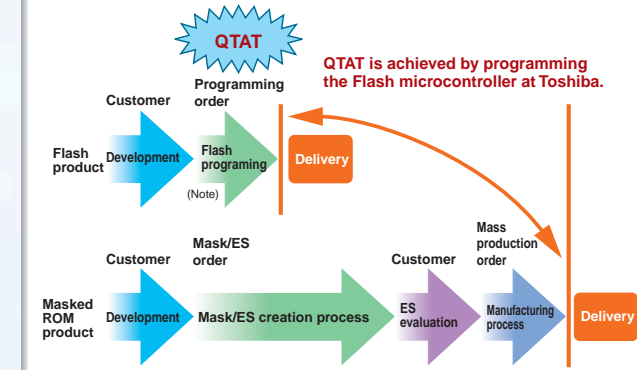 QTAT
QTAT is achieved by programming
the Flash microcontroller at Toshiba.
Customer
Programming
order
Flash
product
Development
Flash
programing
(Note)
Delivery
Customer
Mask/ES
order
Customer
Mass
production
order
Masked
ROM
product
Development
Mask/ES creation process
ES
evaluation
Manufacturing
process
Delivery